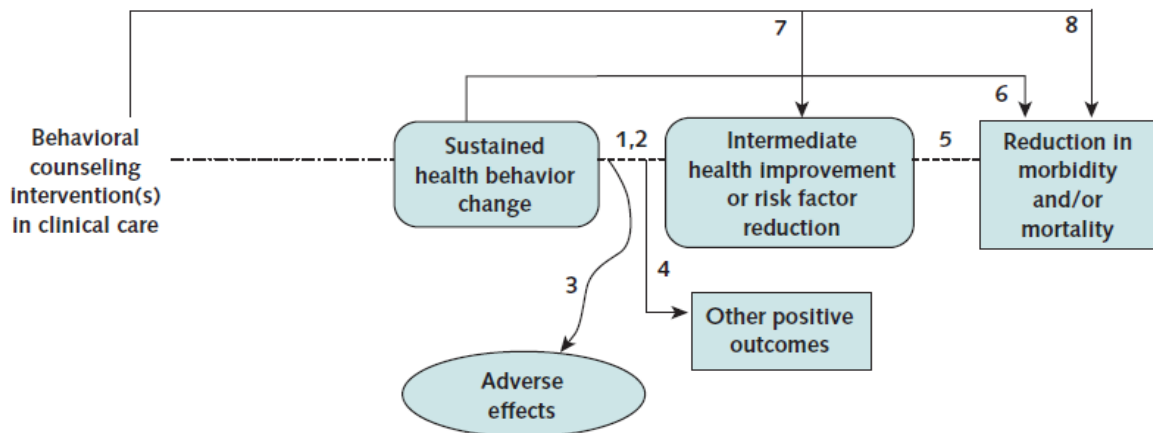 7
8
6
Behavioral
counseling
intervention(s)
in clinical care
Sustained
health behavior
change
1,2
Intermediate
health improvement
or risk factor
reduction
5
Reduction in
morbidity
and/or
mortality
3
4
Other positive
outcomes
Adverse
effects